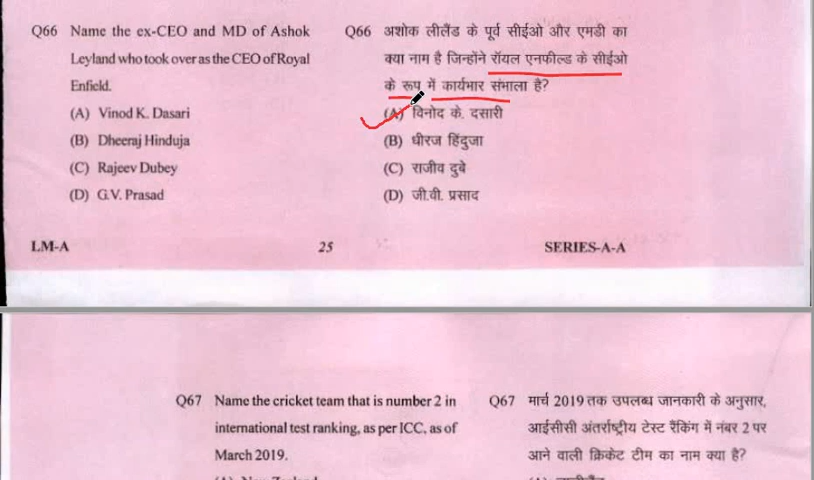 Q66 Name the ex-CEO and MD of Ashok
Leyland who took over as the CEO of Royal
Enfield.
(A) Vinod K. Dasari
(B) Dheeraj Hinduja
(C) Rajeev Dubey
(D) G.V. Prasad
Q66 अशोक लीलैंड के पूर्व सीईओ और एमडी का
क्या नाम है जिन्होंने रॉयल एनफील्ड के सीईओ
के रूप में कार्यभार संभाला है?
(A) विनोद के. दसारी
(B) धीरज हिंदुजा
(C) राजीव दुबे
(D) जी.वी. प्रसाद
LM-A 25 SERIES-A-A
Q67 Name the cricket team that is number 2 in
international test ranking, as per ICC, as of
March 2019.
Q67 मार्च 2019 तक उपलब्ध जानकारी के अनुसार,
आईसीसी अंतर्राष्ट्रीय टेस्ट रैंकिंग में नंबर 2 पर
आने वाली क्रिकेट टीम का नाम क्या है?